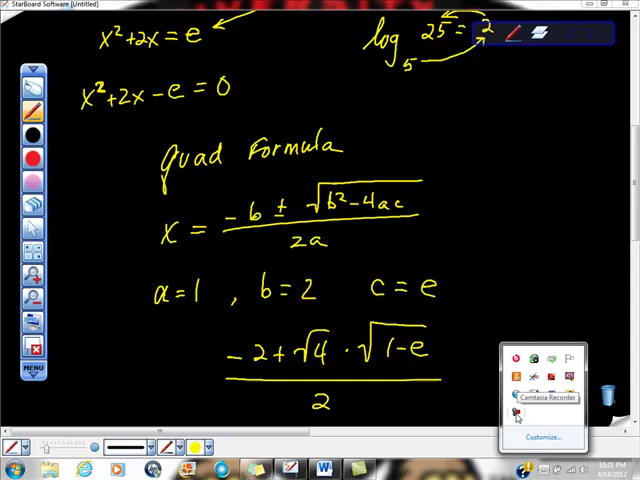 StarBoard Software [Untitled]
x²+2x = e
log₅ 25 = 2
x²+2x-e = 0
quad Formula
x = -b ± √b²-4ac
2a
a=1 , b=2 c=e
-2+√4 · √1-e
2
MENU
Camtasia Recorder
Customize...
10:31 PM
4/14/2012